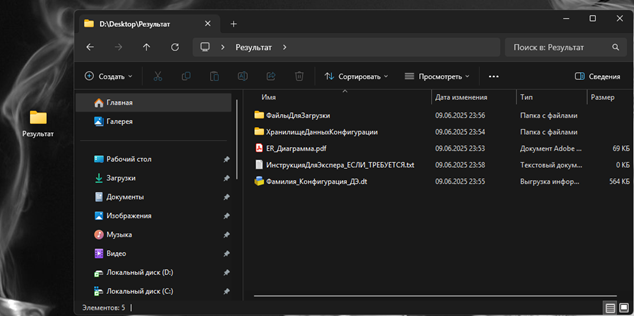 D:\Desktop\Результат
Результат
Поиск в: Результат
Создать
Сортировать
Просмотреть
Сведения
Главная
Галерея
Рабочий стол
Загрузки
Документы
Изображения
Музыка
Видео
Локальный диск (D:)
Локальный диск (C:)
Имя Дата изменения Тип Размер
ФайлыДляЗагрузки 09.06.2025 23:56 Папка с файлами
ХранилищеДанныхКонфигурации 09.06.2025 23:54 Папка с файлами
ER_Диаграмма.pdf 09.06.2025 23:53 Документ Adobe ... 69 КБ
ИнструкцияДляЭкспера_ЕСЛИ_ТРЕБУЕТСЯ.txt 09.06.2025 23:58 Текстовый докум... 0 КБ
Фамилия_Конфигурация_ДЭ.dt 09.06.2025 23:55 Выгрузка инфор... 564 КБ
Элементов: 5
Результат